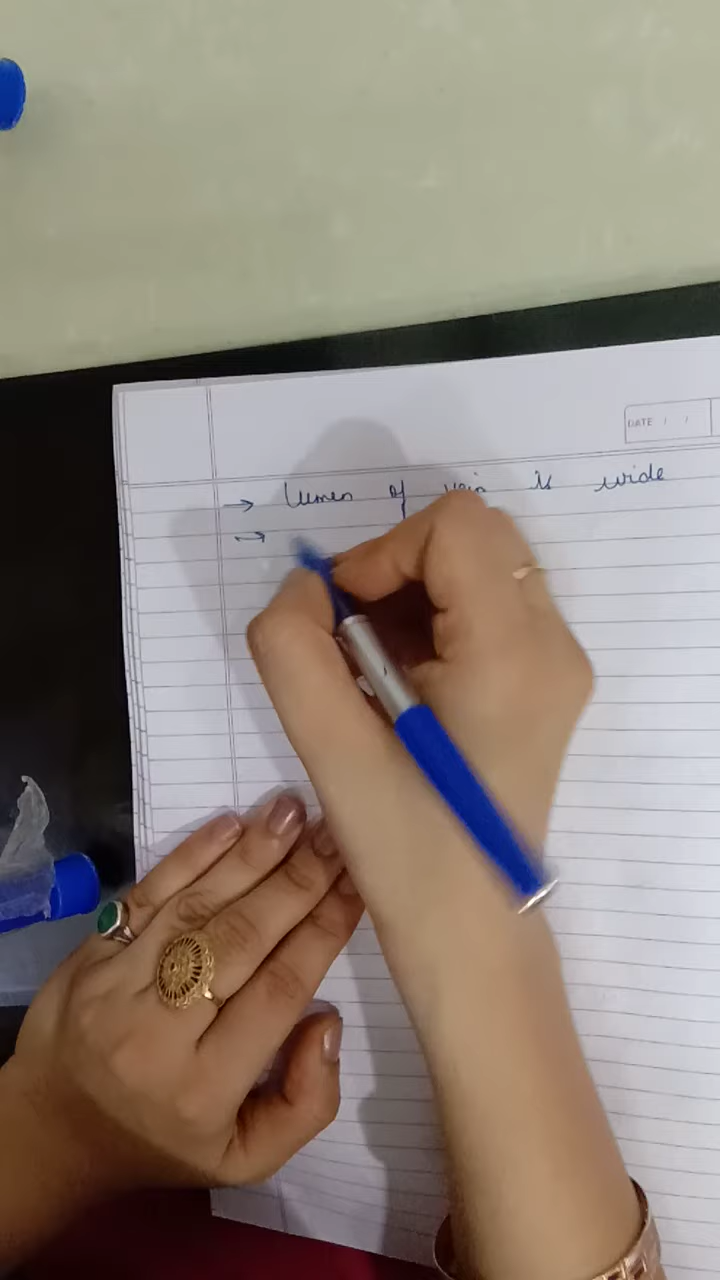 DATE / /
→ Lumen of vein is wide
→